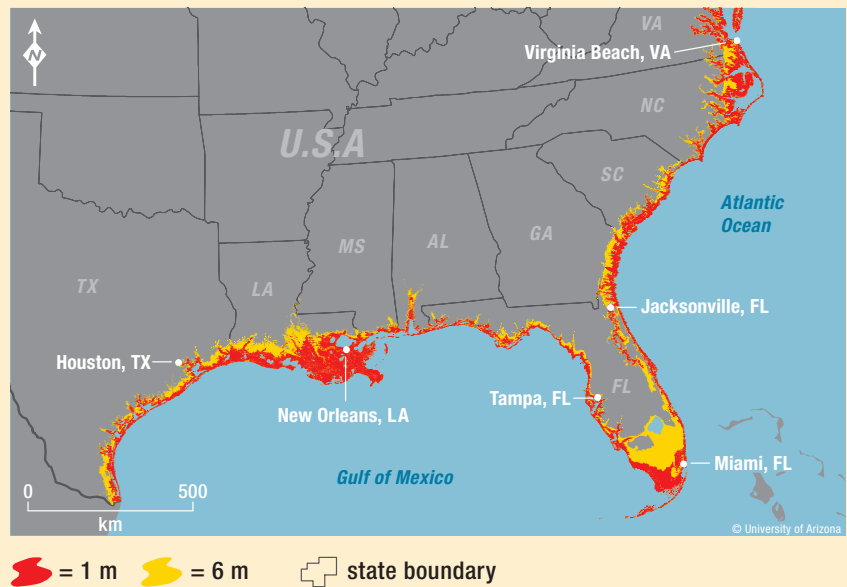 N
VA
Virginia Beach, VA
NC
U.S.A
SC
Atlantic
Ocean
MS
AL
GA
TX
LA
Jacksonville, FL
Houston, TX
FL
Tampa, FL
New Orleans, LA
Miami, FL
Gulf of Mexico
0
500
km
© University of Arizona
= 1 m
= 6 m
state boundary